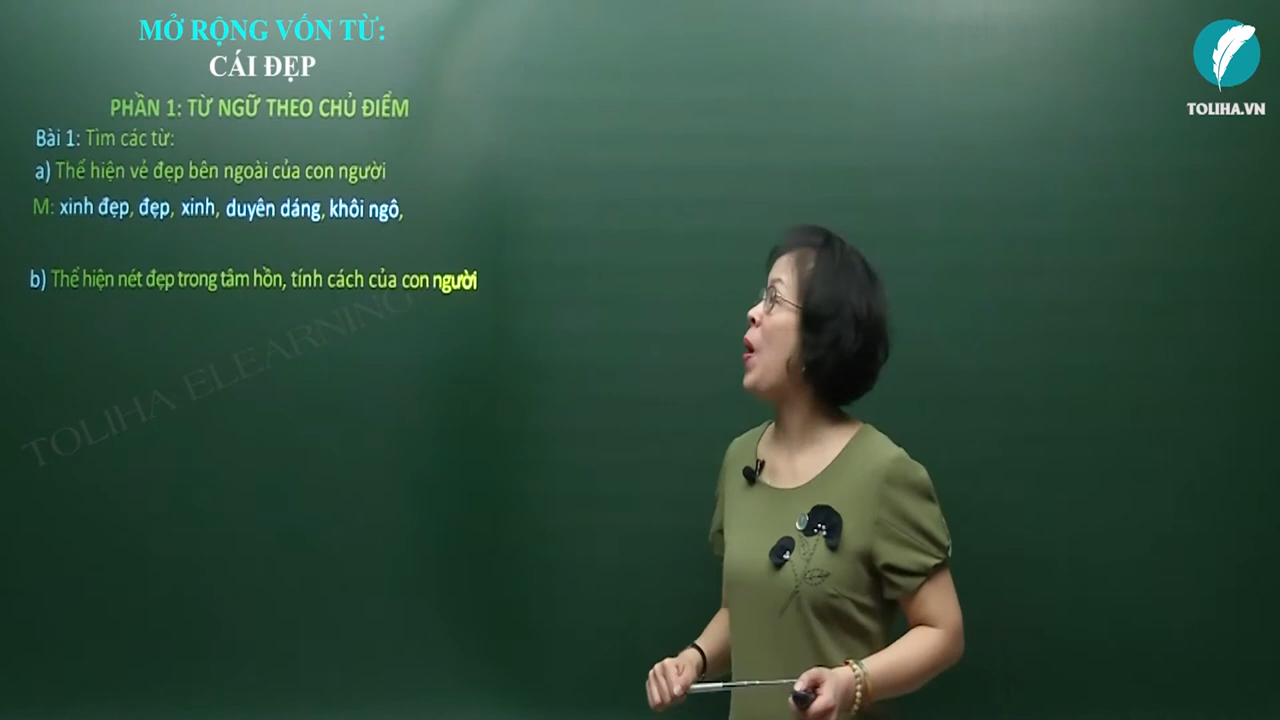 MỞ RỘNG VỐN TỪ:
CÁI ĐẸP
PHẦN 1: TỪ NGỮ THEO CHỦ ĐIỂM
Bài 1: Tìm các từ:
a) Thể hiện vẻ đẹp bên ngoài của con người
M: xinh đẹp, đẹp, xinh, duyên dáng, khôi ngô,
b) Thể hiện nét đẹp trong tâm hồn, tính cách của con người
TOLIHA ELEARNING
TOLIHA.VN